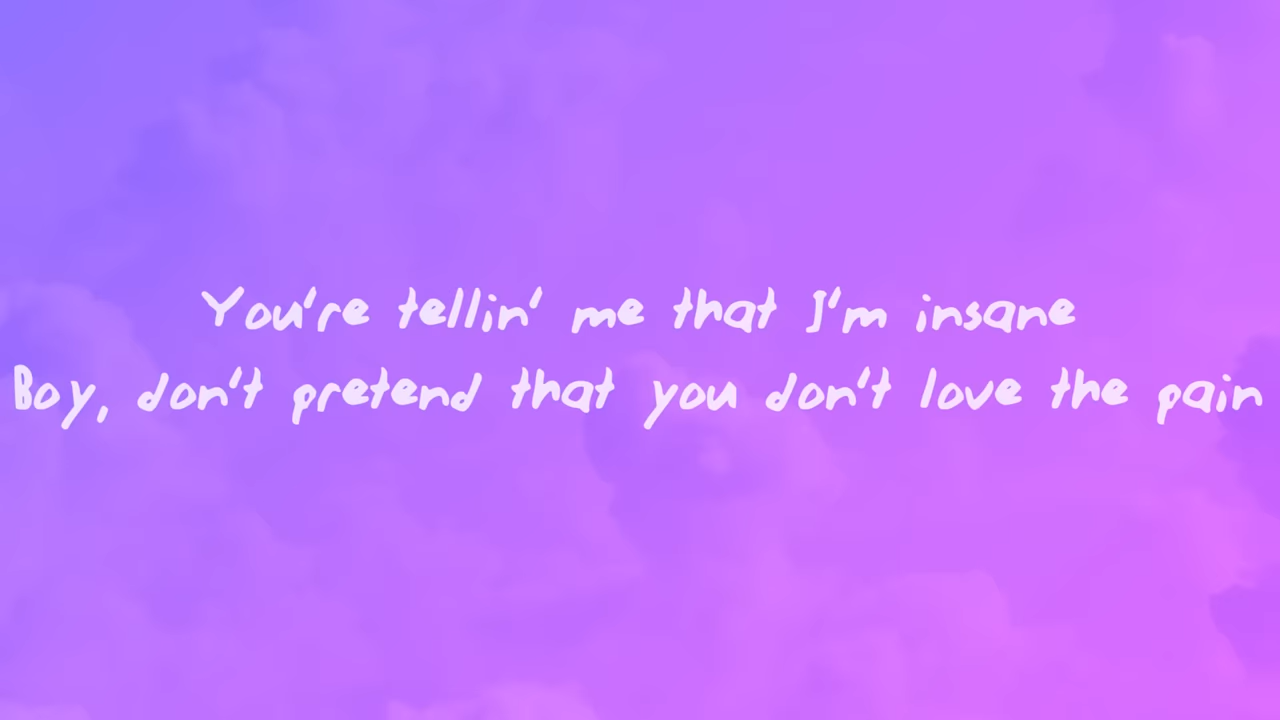 You're tellin' me that I'm insane
Boy, don't pretend that you don't love the pain